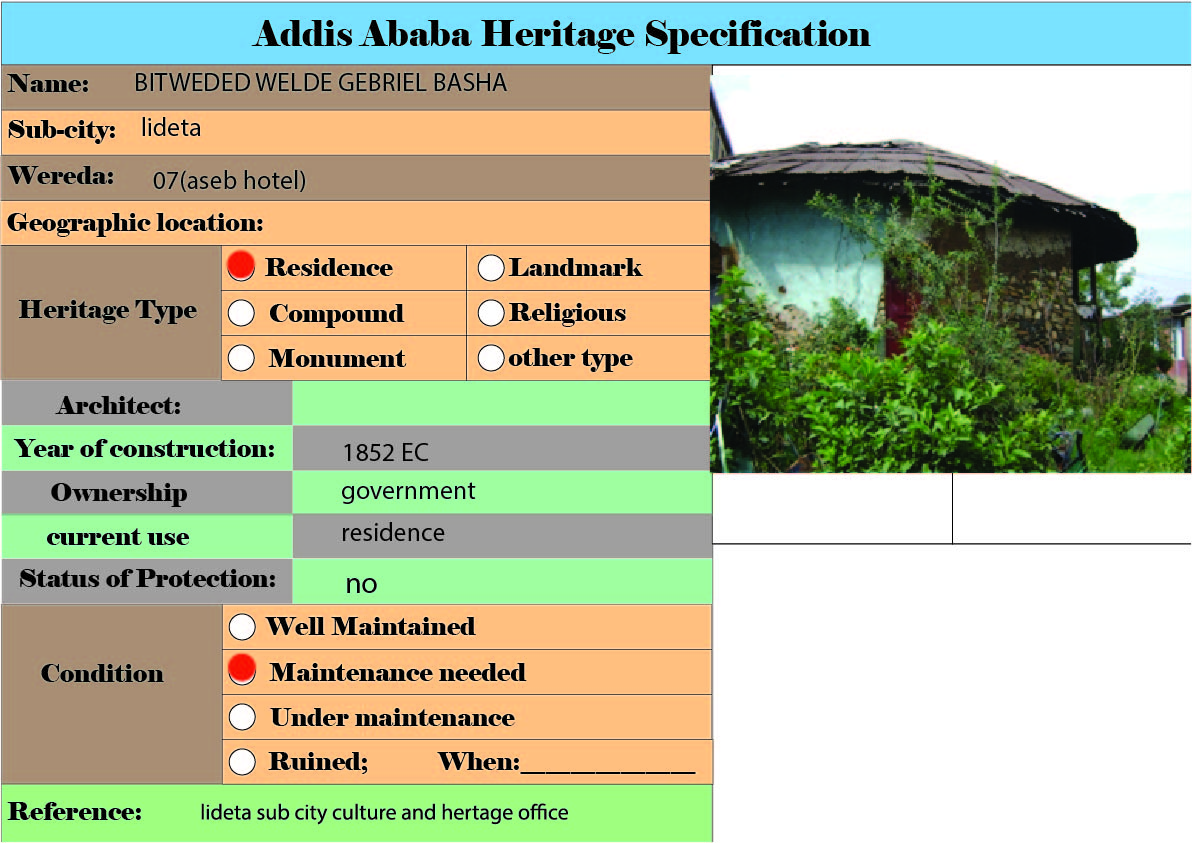 Addis Ababa Heritage Specification
Name: BITWEDED WELDE GEBRIEL BASHA
Sub-city: lideta
Wereda: 07(aseb hotel)
Geographic location:
Heritage Type
Residence
Landmark
Compound
Religious
Monument
other type
Architect:
Year of construction: 1852 EC
Ownership government
current use residence
Status of Protection: no
Condition
Well Maintained
Maintenance needed
Under maintenance
Ruined; When:______________
Reference: lideta sub city culture and hertage office